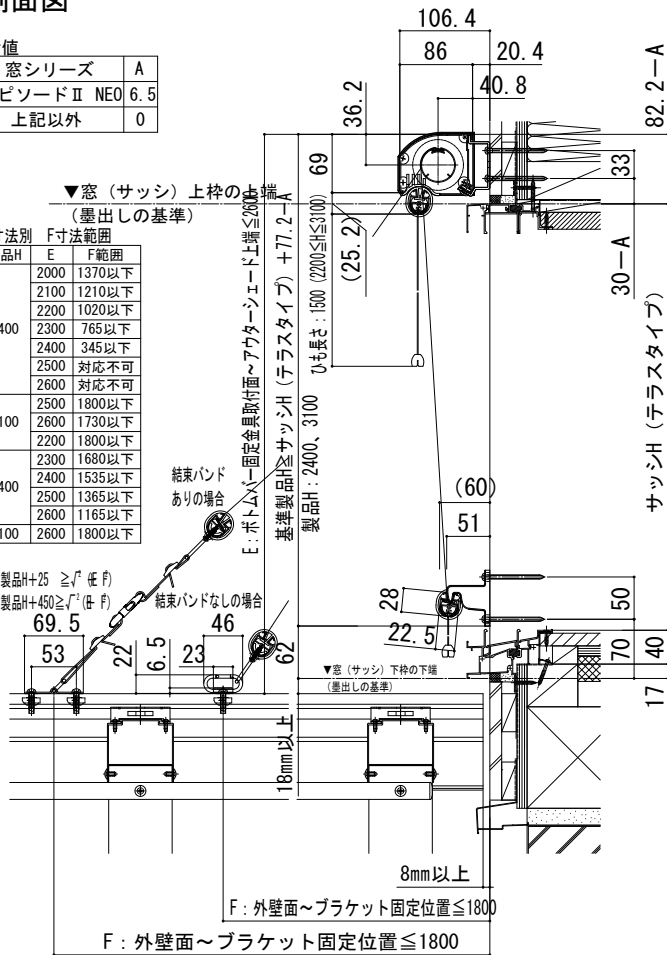 側面図
値
窓シリーズ A
ピソードⅡ NEO 6.5
上記以外 0
106.4
86 20.4
40.8
36.2
82.2－A
69
33
▼窓（サッシ）上枠の上端
（墨出しの基準）
(25.2)
30－A
寸法別 F寸法範囲
品H E F範囲
400
2000 1370以下
2100 1210以下
2200 1020以下
2300 765以下
2400 345以下
2500 対応不可
2600 対応不可
100
2500 1800以下
2600 1730以下
2200 1800以下
400
2300 1680以下
2400 1535以下
2500 1365以下
2600 1165以下
100 2600 1800以下
E：ボトムバー固定金具取付面～アウターシェード上端≦2600
基準製品H≧サッシH（テラスタイプ）＋77.2－A
製品H：2400、3100
ひも長さ：1500（2200≦H≦3100）
サッシH（テラスタイプ）
結束バンド
ありの場合
(60)
51
製品H+25 ≧√
製品H+450≧√
結束バンドなしの場合
28
22.5
50
69.5
53
22
6.5
46
23
62
70 40
17
▼窓（サッシ）下枠の下端
（墨出しの基準）
18mm以上
8mm以上
F：外壁面～ブラケット固定位置≦1800
F：外壁面～ブラケット固定位置≦1800